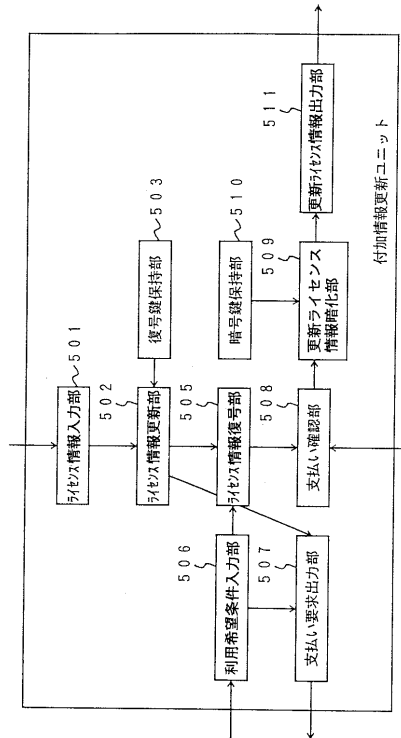 ライセンス情報入力部
501
502
ライセンス情報更新部
復号鍵保持部
503
505
ライセンス情報復号部
506
利用希望条件入力部
507
支払い要求出力部
508
支払い確認部
暗号鍵保持部
510
509
更新ライセンス
情報暗化部
511
更新ライセンス情報出力部
付加情報更新ユニット